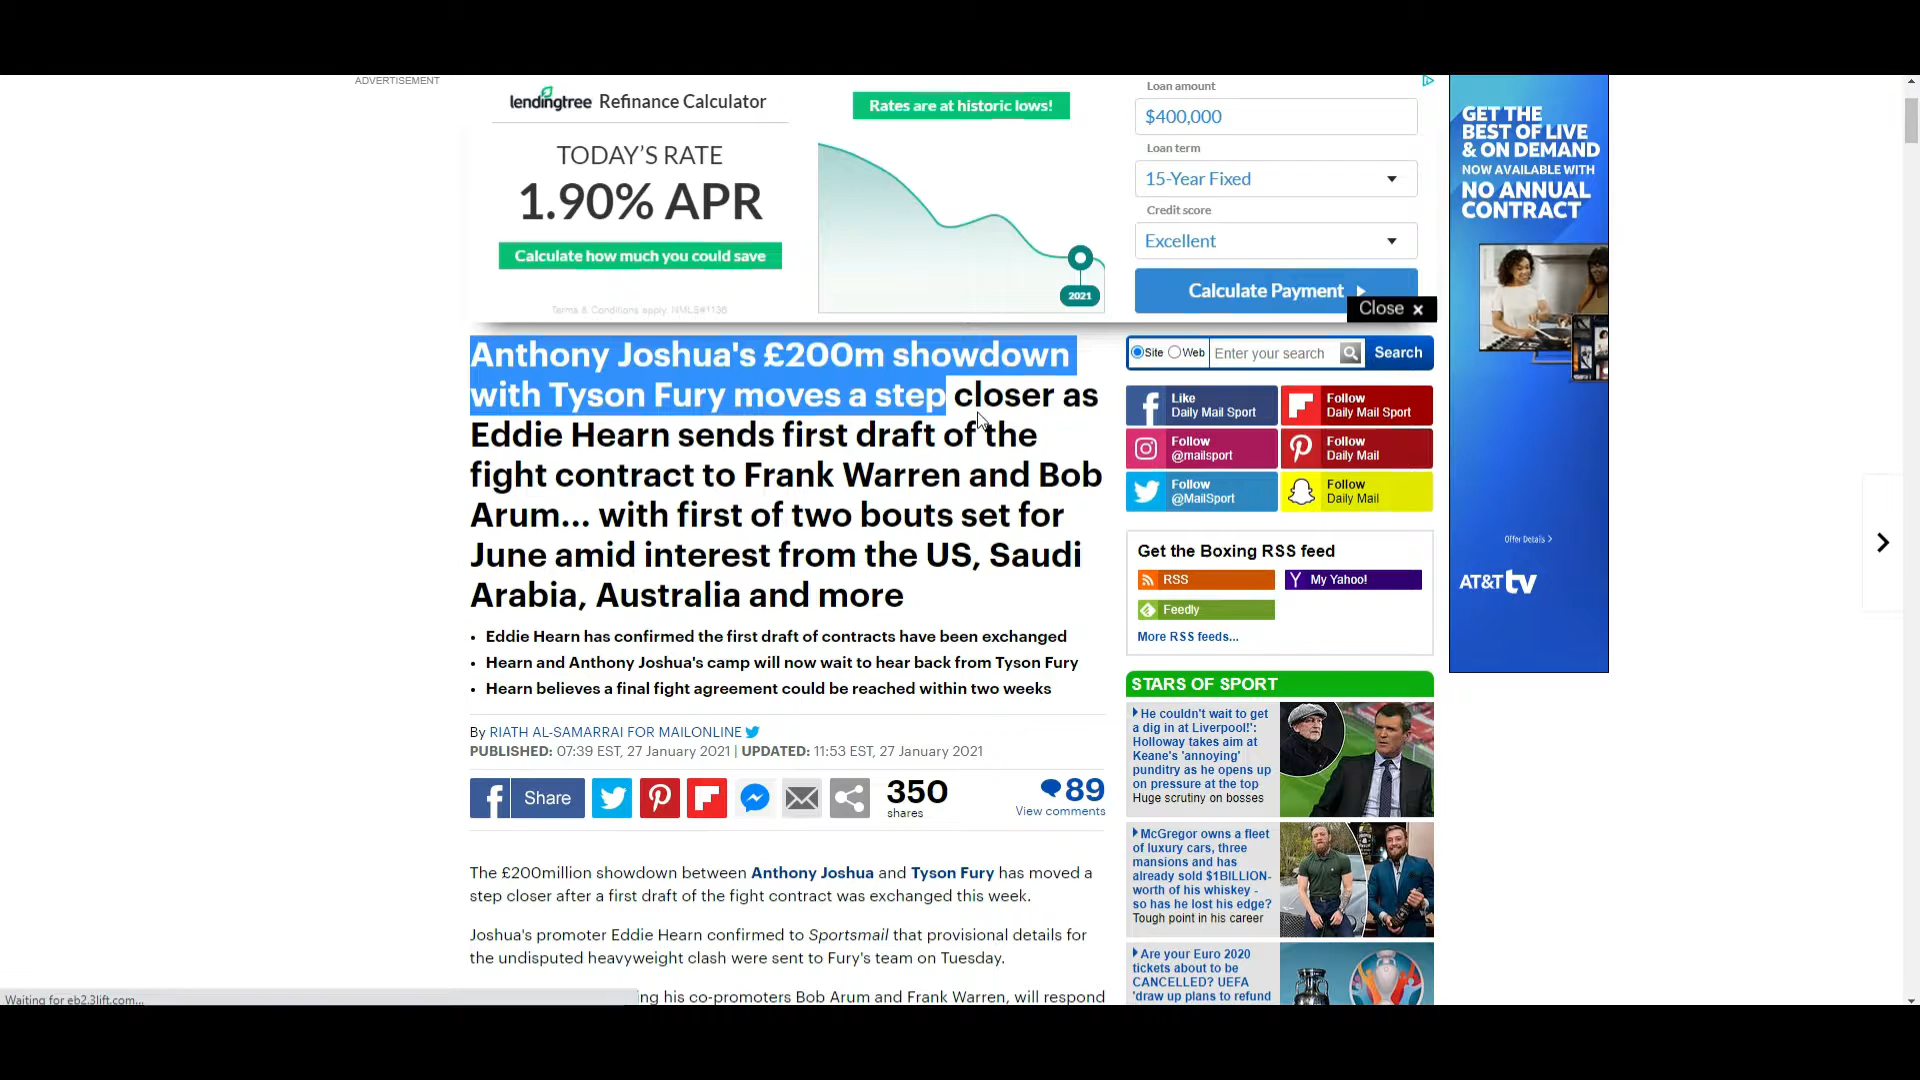 ADVERTISEMENT
lendingtree Refinance Calculator
TODAY'S RATE
1.90% APR
Calculate how much you could save
Terms & Conditions apply. NMLS#1136
Rates are at historic lows!
2021
Loan amount
$400,000
Loan term
15-Year Fixed
Credit score
Excellent
Calculate Payment
Close x
GET THE
BEST OF LIVE
& ON DEMAND
NOW AVAILABLE WITH
NO ANNUAL
CONTRACT
Offer Details >
AT&T tv
Anthony Joshua's £200m showdown
with Tyson Fury moves a step closer as
Eddie Hearn sends first draft of the
fight contract to Frank Warren and Bob
Arum... with first of two bouts set for
June amid interest from the US, Saudi
Arabia, Australia and more
• Eddie Hearn has confirmed the first draft of contracts have been exchanged
• Hearn and Anthony Joshua's camp will now wait to hear back from Tyson Fury
• Hearn believes a final fight agreement could be reached within two weeks
By RIATH AL-SAMARRAI FOR MAILONLINE
PUBLISHED: 07:39 EST, 27 January 2021 | UPDATED: 11:53 EST, 27 January 2021
Share
350
shares
89
View comments
The £200million showdown between Anthony Joshua and Tyson Fury has moved a
step closer after a first draft of the fight contract was exchanged this week.
Joshua's promoter Eddie Hearn confirmed to Sportsmail that provisional details for
the undisputed heavyweight clash were sent to Fury's team on Tuesday.
ing his co-promoters Bob Arum and Frank Warren, will respond
Site Web Enter your search Search
Like
Daily Mail Sport
Follow
Daily Mail Sport
Follow
@mailsport
Follow
Daily Mail
Follow
@MailSport
Follow
Daily Mail
Get the Boxing RSS feed
RSS
My Yahoo!
Feedly
More RSS feeds...
STARS OF SPORT
He couldn't wait to get
a dig in at Liverpool!':
Holloway takes aim at
Keane's 'annoying'
punditry as he opens up
on pressure at the top
Huge scrutiny on bosses
McGregor owns a fleet
of luxury cars, three
mansions and has
already sold $1BILLION-
worth of his whiskey -
so has he lost his edge?
Tough point in his career
Are your Euro 2020
tickets about to be
CANCELLED? UEFA
'draw up plans to refund
Waiting for eb2.3lift.com...